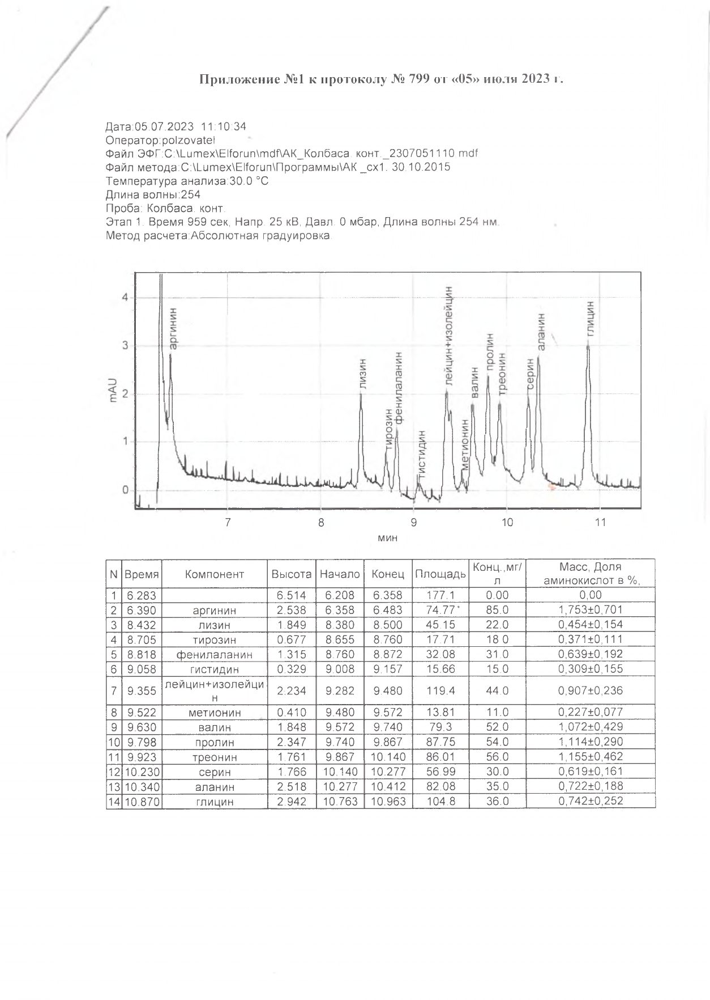 Приложение №1 к протоколу № 799 от «05» июля 2023 г.
Дата:05.07.2023 11:10:34
Оператор:polzovatel
Файл ЭФГ:C:\Lumex\Elforun\mdf\АК_Колбаса. конт._2307051110 mdf
Файл метода:C:\Lumex\Elforun\Программы\АК _сх1. 30.10.2015
Температура анализа:30.0 °C
Длина волны:254
Проба: Колбаса. конт.
Этап 1. Время 959 сек, Напр. 25 кВ, Давл. 0 мбар, Длина волны 254 нм.
Метод расчета:Абсолютная градуировка
mAU
4
3
2
1
0
аргинин
лизин
тирозин
фенилаланин
гистидин
лейцин+изолейцин
метионин
валин
пролин
треонин
серин
аланин
глицин
7 8 9 10 11
мин
N Время Компонент Высота Начало Конец Площадь Конц.,мг/л Масс, Доля аминокислот в %,
1 6.283 6.514 6.208 6.358 177.1 0.00 0,00
2 6.390 аргинин 2.538 6.358 6.483 74.77 85.0 1,753±0,701
3 8.432 лизин 1.849 8.380 8.500 45.15 22.0 0,454±0,154
4 8.705 тирозин 0.677 8.655 8.760 17.71 18.0 0,371±0,111
5 8.818 фенилаланин 1.315 8.760 8.872 32.08 31.0 0,639±0,192
6 9.058 гистидин 0.329 9.008 9.157 15.66 15.0 0,309±0,155
7 9.355 лейцин+изолейцин 2.234 9.282 9.480 119.4 44.0 0,907±0,236
8 9.522 метионин 0.410 9.480 9.572 13.81 11.0 0,227±0,077
9 9.630 валин 1.848 9.572 9.740 79.3 52.0 1,072±0,429
10 9.798 пролин 2.347 9.740 9.867 87.75 54.0 1,114±0,290
11 9.923 треонин 1.761 9.867 10.140 86.01 56.0 1,155±0,462
12 10.230 серин 1.766 10.140 10.277 56.99 30.0 0,619±0,161
13 10.340 аланин 2.518 10.277 10.412 82.08 35.0 0,722±0,188
14 10.870 глицин 2.942 10.763 10.963 104.8 36.0 0,742±0,252